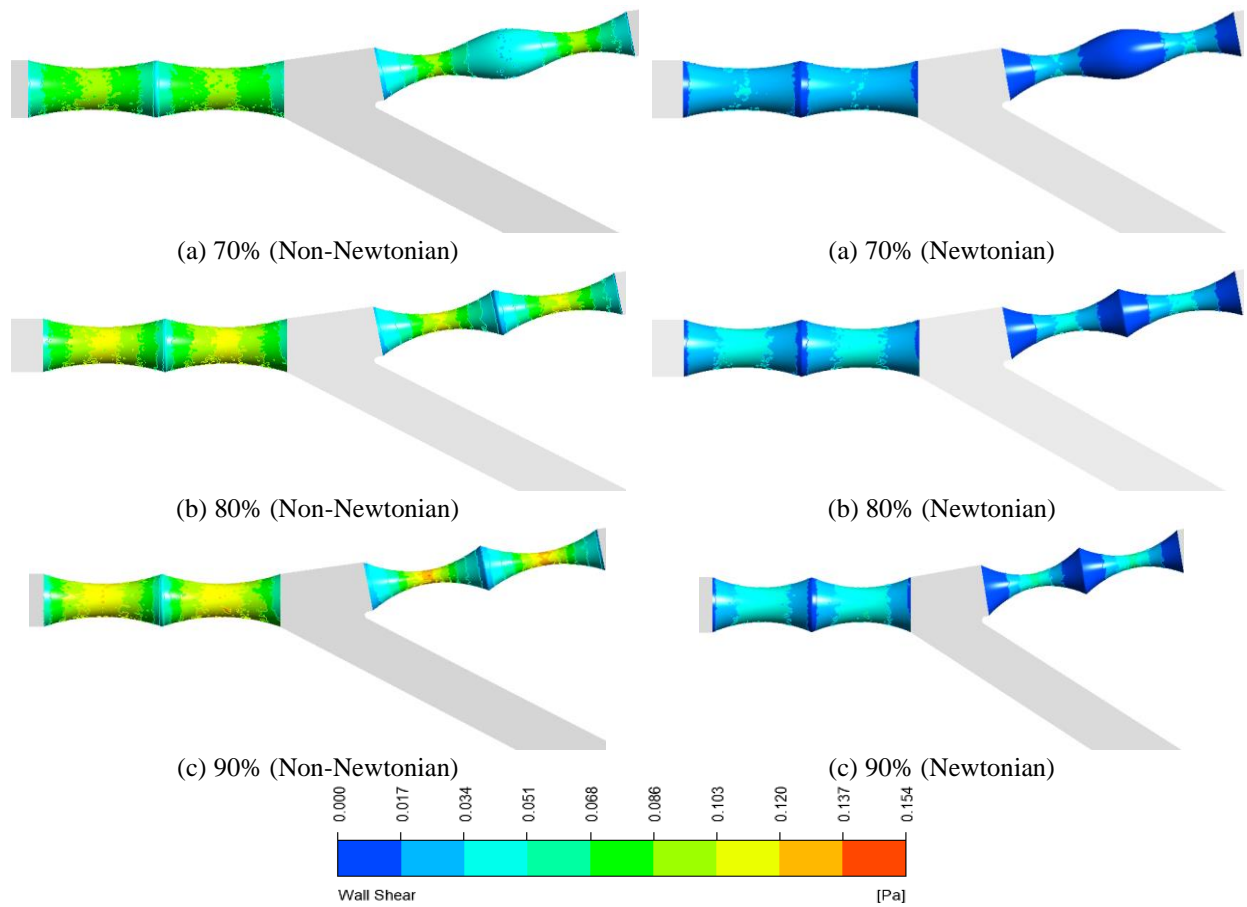 (a) 70% (Non-Newtonian)
(a) 70% (Newtonian)
(b) 80% (Non-Newtonian)
(b) 80% (Newtonian)
(c) 90% (Non-Newtonian)
(c) 90% (Newtonian)
0.000 0.017 0.034 0.051 0.068 0.086 0.103 0.120 0.137 0.154
Wall Shear [Pa]